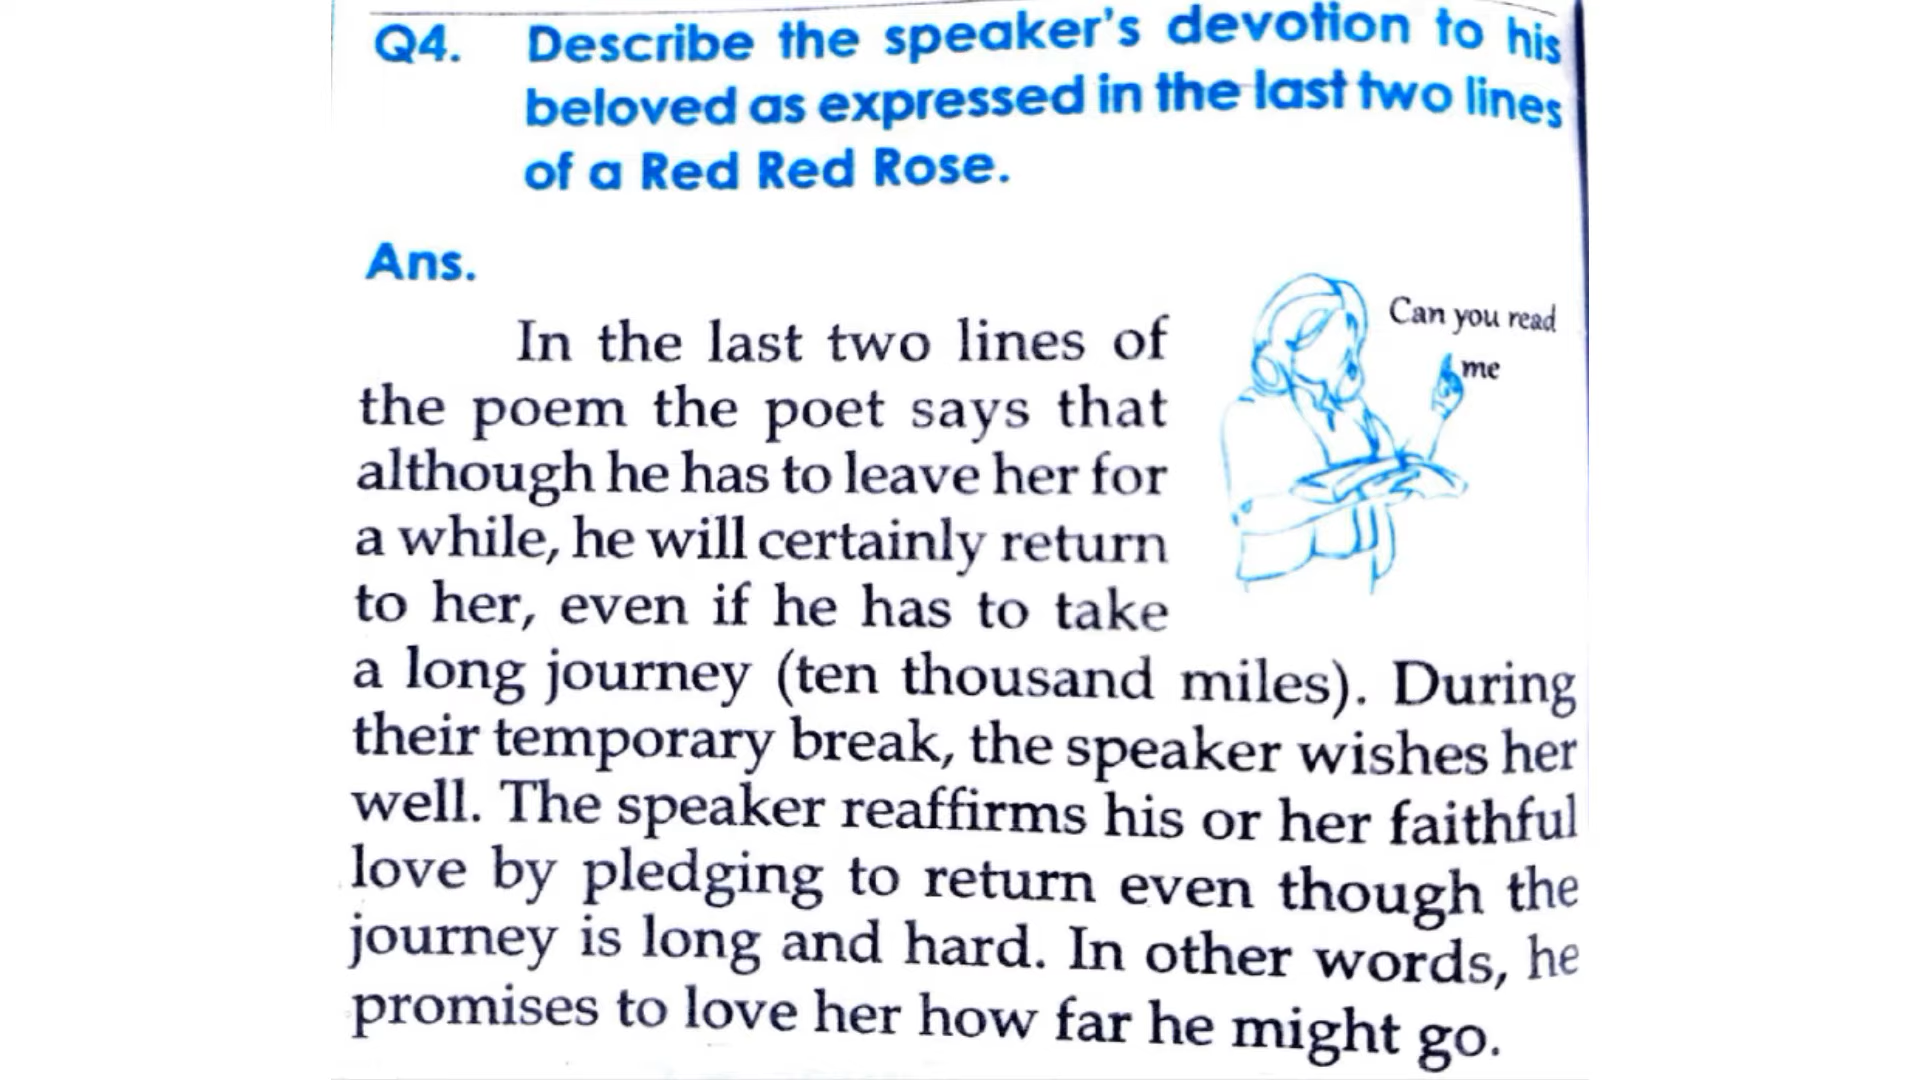 Q4. Describe the speaker's devotion to his
beloved as expressed in the last two lines
of a Red Red Rose.
Ans.
Can you read
me
In the last two lines of
the poem the poet says that
although he has to leave her for
a while, he will certainly return
to her, even if he has to take
a long journey (ten thousand miles). During
their temporary break, the speaker wishes her
well. The speaker reaffirms his or her faithful
love by pledging to return even though the
journey is long and hard. In other words, he
promises to love her how far he might go.